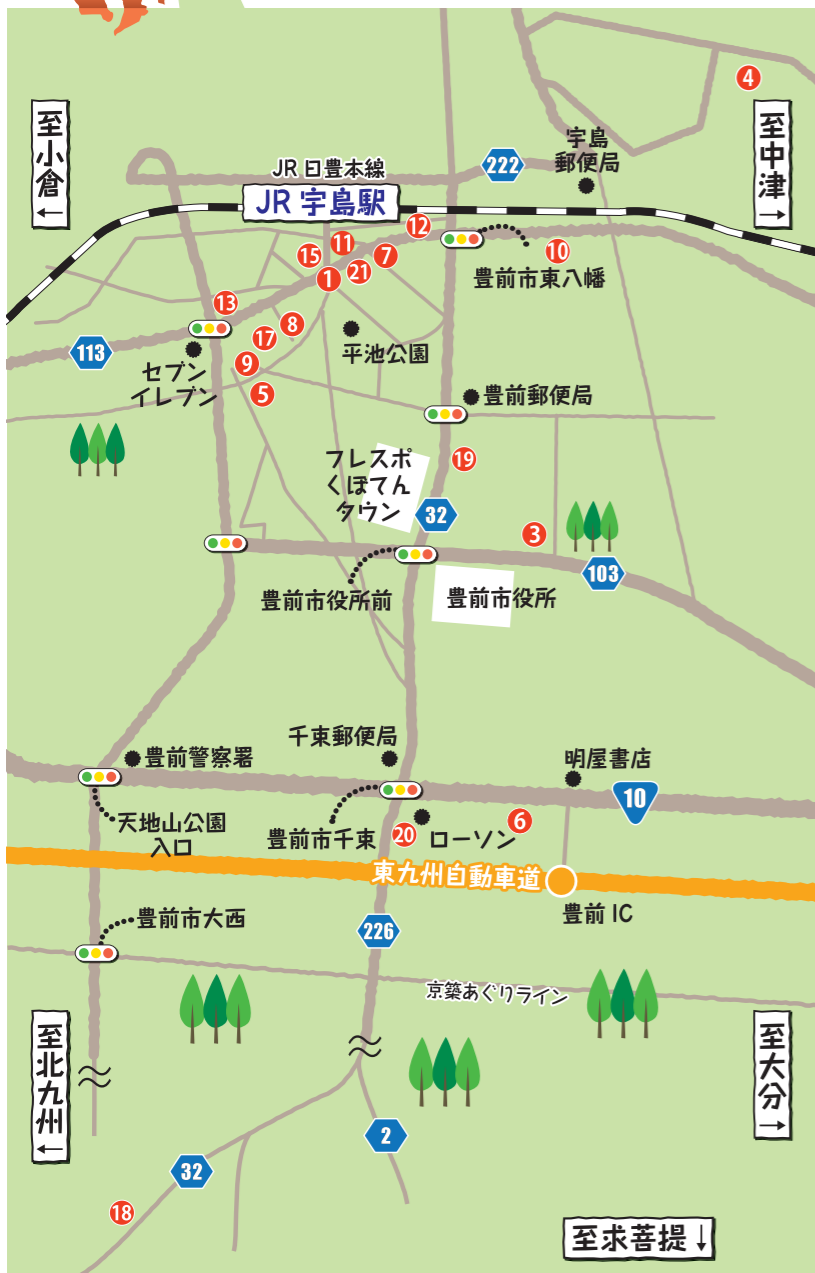 4
至小倉
←
至中津
→
宇島
郵便局
222
JR日豊本線
JR 宇島駅
12
11
15
7
10
21
1
豊前市東八幡
13
8
17
113
平池公園
セブン
イレブン
9
5
豊前郵便局
フレスポ
くぼてん
タウン
19
32
3
103
豊前市役所前
豊前市役所
千束郵便局
豊前警察署
明屋書店
10
天地山公園
入口
豊前市千束
20
ローソン
6
東九州自動車道
豊前IC
豊前市大西
226
京築あぐりライン
至北九州
←
至大分
→
2
32
18
至求菩提↓